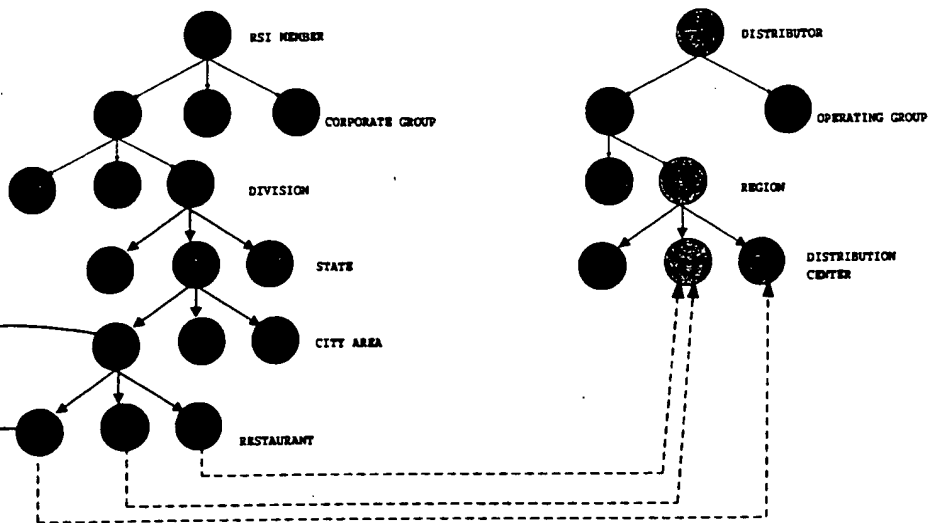 RSI MEMBER
CORPORATE GROUP
DIVISION
STATE
CITY AREA
RESTAURANT
DISTRIBUTOR
OPERATING GROUP
REGION
DISTRIBUTION
CENTER